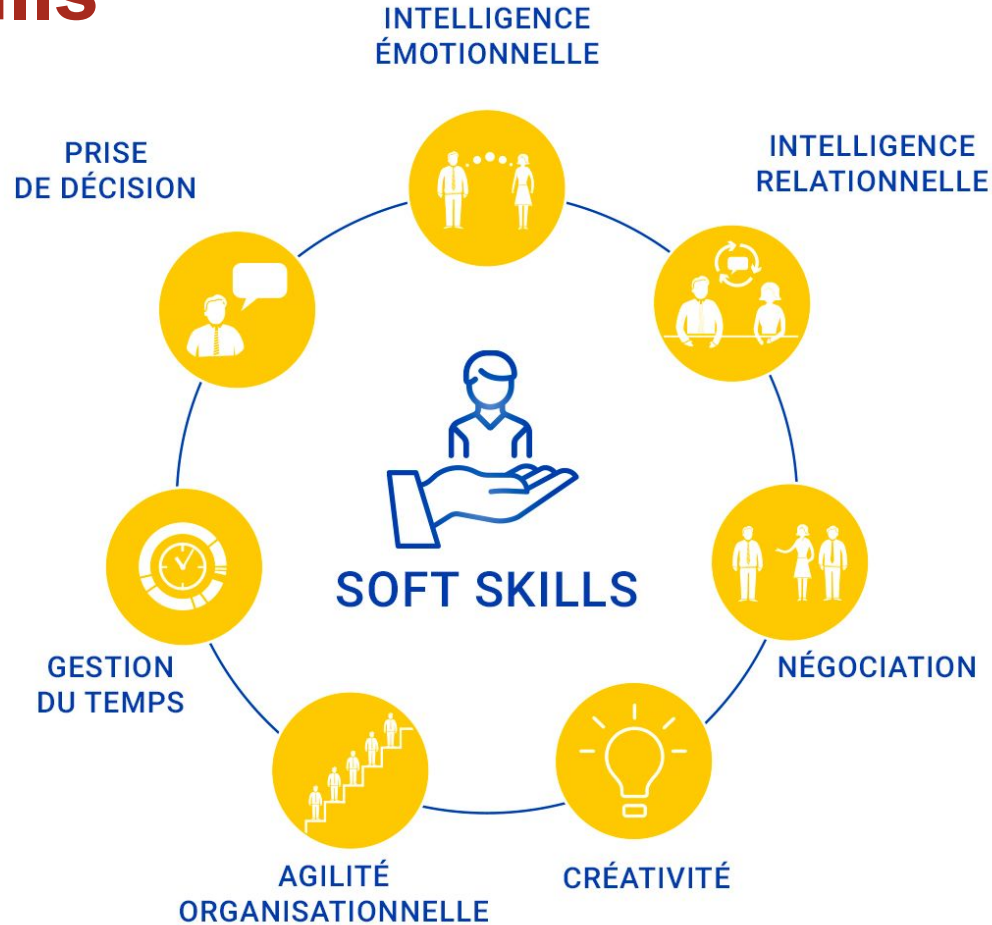 INTELLIGENCE
ÉMOTIONNELLE
INTELLIGENCE
RELATIONNELLE
PRISE
DE DÉCISION
SOFT SKILLS
GESTION
DU TEMPS
NÉGOCIATION
AGILITÉ
ORGANISATIONNELLE
CRÉATIVITÉ